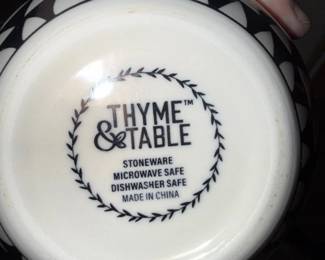 THYME™
& TABLE
STONEWARE
MICROWAVE SAFE
DISHWASHER SAFE
MADE IN CHINA